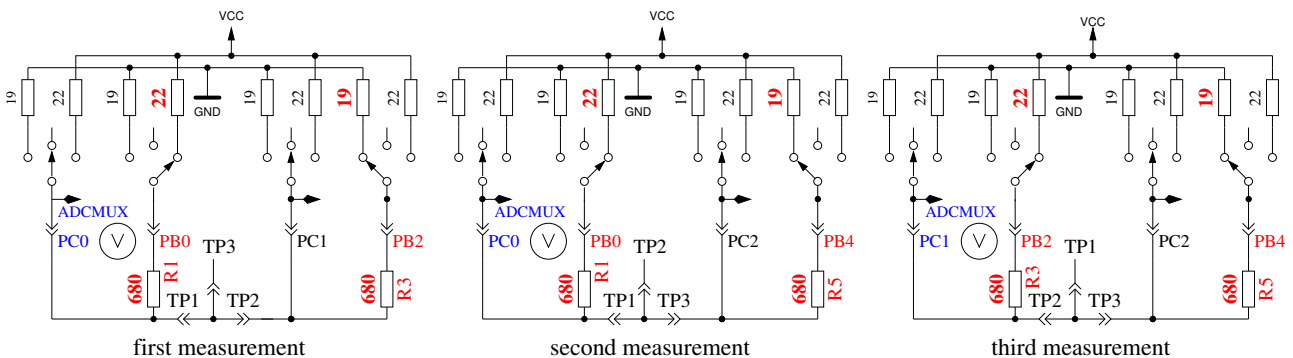 VCC
19
22
19
22
GND
19
22
19
22
ADCMUX
PC0
V
PB0
TP3
PC1
PB2
680
R1
TP1
TP2
680
R3
first measurement
VCC
19
22
19
22
GND
19
22
19
22
ADCMUX
PC0
V
PB0
TP2
PC2
PB4
680
R1
TP1
TP3
680
R5
second measurement
VCC
19
22
19
22
GND
19
22
19
22
ADCMUX
PC1
V
PB2
TP1
PC2
PB4
680
R3
TP2
TP3
680
R5
third measurement